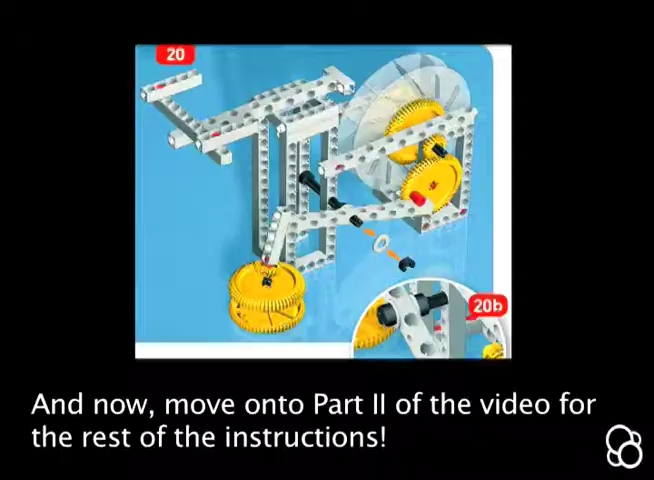 20
20b
And now, move onto Part II of the video for
the rest of the instructions!